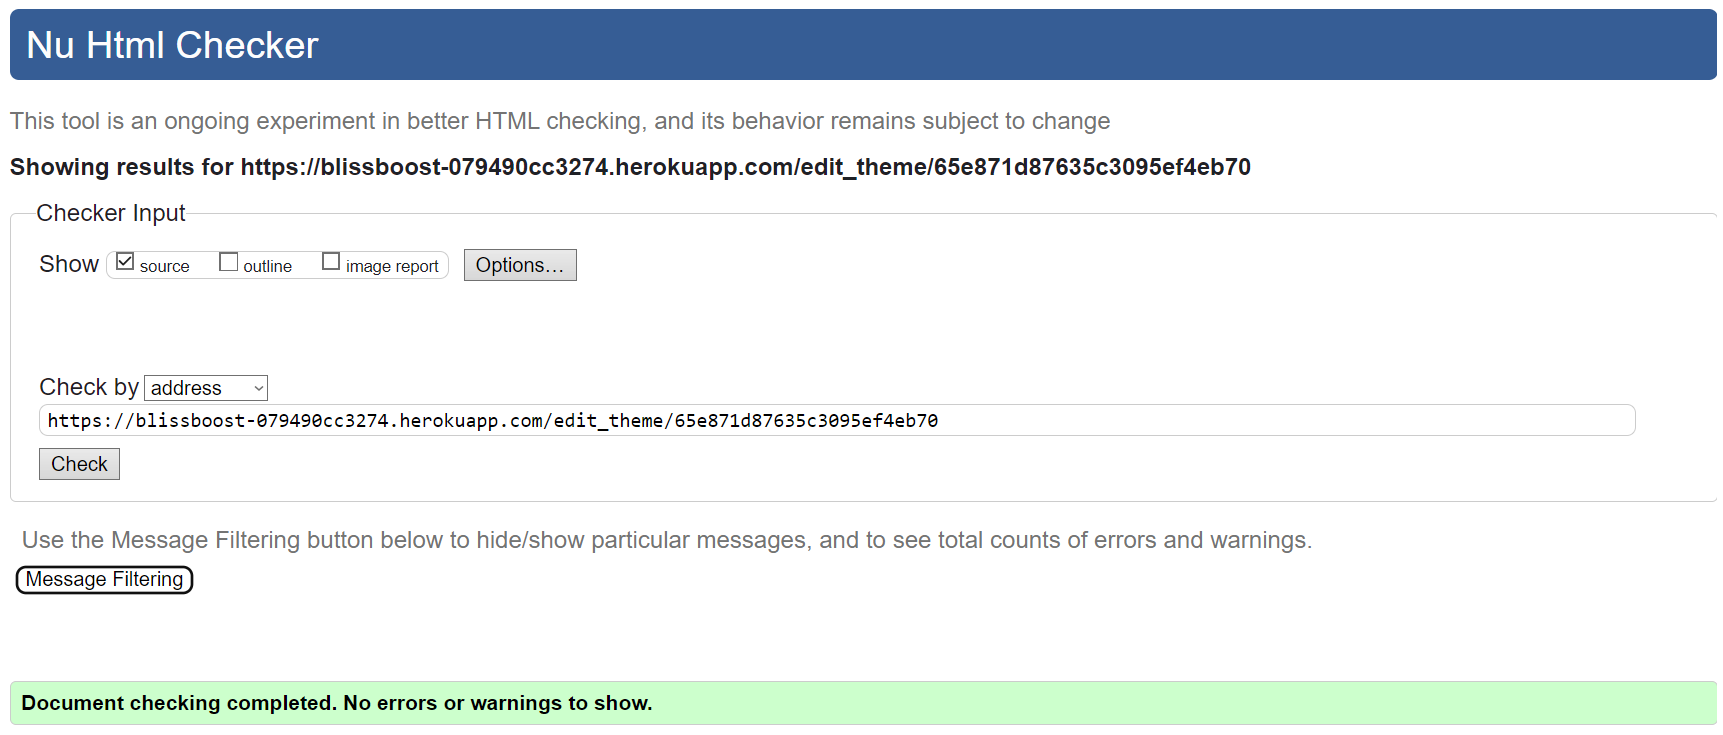 Nu Html Checker
This tool is an ongoing experiment in better HTML checking, and its behavior remains subject to change
Showing results for https://blissboost-079490cc3274.herokuapp.com/edit_theme/65e871d87635c3095ef4eb70
Checker Input
Show source outline image report Options…
Check by address
https://blissboost-079490cc3274.herokuapp.com/edit_theme/65e871d87635c3095ef4eb70
Check
Use the Message Filtering button below to hide/show particular messages, and to see total counts of errors and warnings.
Message Filtering
Document checking completed. No errors or warnings to show.